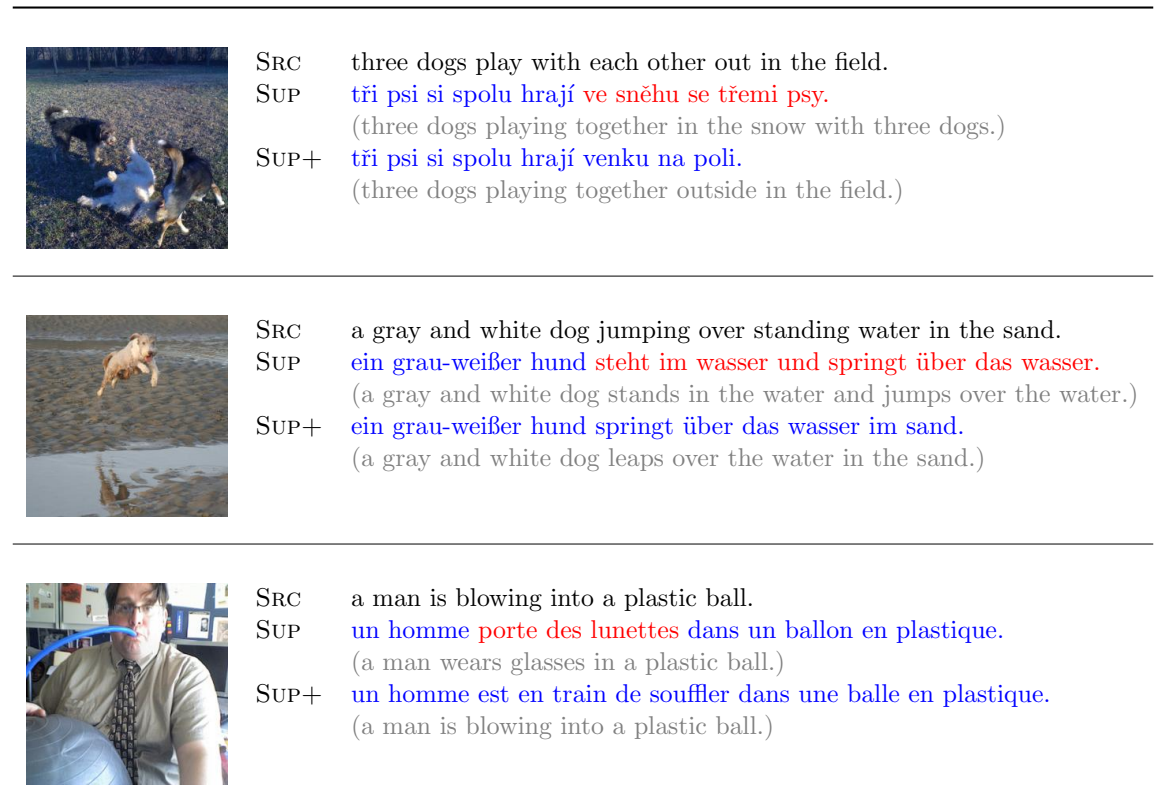 SRC three dogs play with each other out in the field.
SUP tři psi si spolu hrají ve sněhu se třemi psy.
(three dogs playing together in the snow with three dogs.)
SUP+ tři psi si spolu hrají venku na poli.
(three dogs playing together outside in the field.)
SRC a gray and white dog jumping over standing water in the sand.
SUP ein grau-weißer hund steht im wasser und springt über das wasser.
(a gray and white dog stands in the water and jumps over the water.)
SUP+ ein grau-weißer hund springt über das wasser im sand.
(a gray and white dog leaps over the water in the sand.)
SRC a man is blowing into a plastic ball.
SUP un homme porte des lunettes dans un ballon en plastique.
(a man wears glasses in a plastic ball.)
SUP+ un homme est en train de souffler dans une balle en plastique.
(a man is blowing into a plastic ball.)